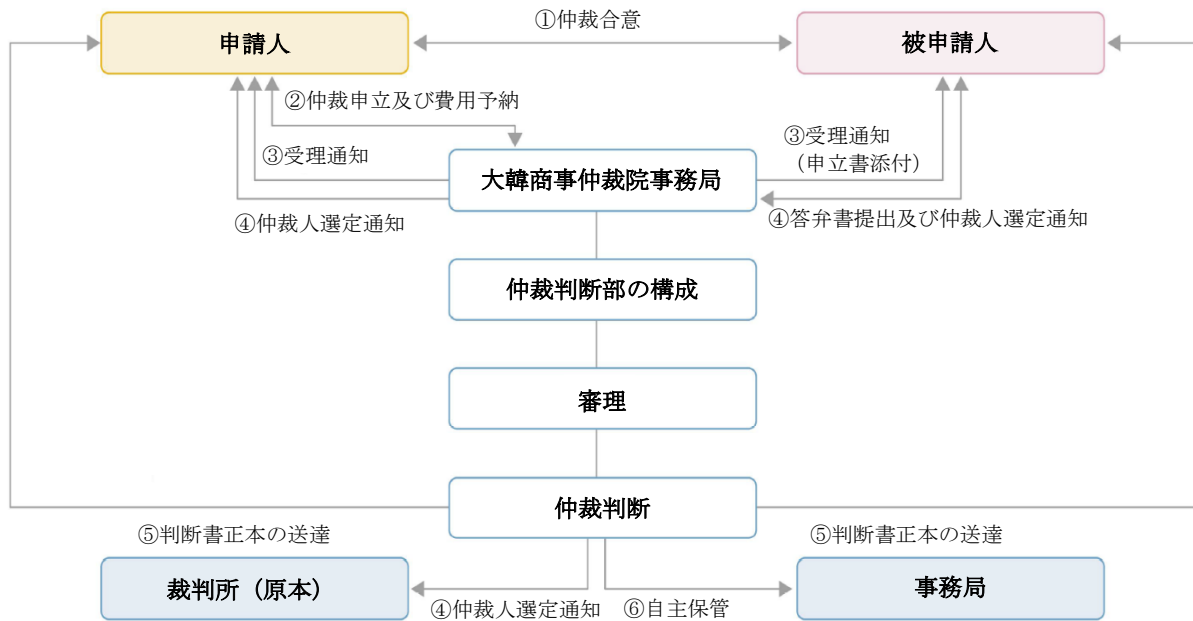 ①仲裁合意
申請人
被申請人
②仲裁申立及び費用予納
③受理通知
③受理通知
（申立書添付）
大韓商事仲裁院事務局
④仲裁人選定通知
④答弁書提出及び仲裁人選定通知
仲裁判断部の構成
審理
仲裁判断
⑤判断書正本の送達
⑤判断書正本の送達
裁判所（原本）
④仲裁人選定通知
⑥自主保管
事務局